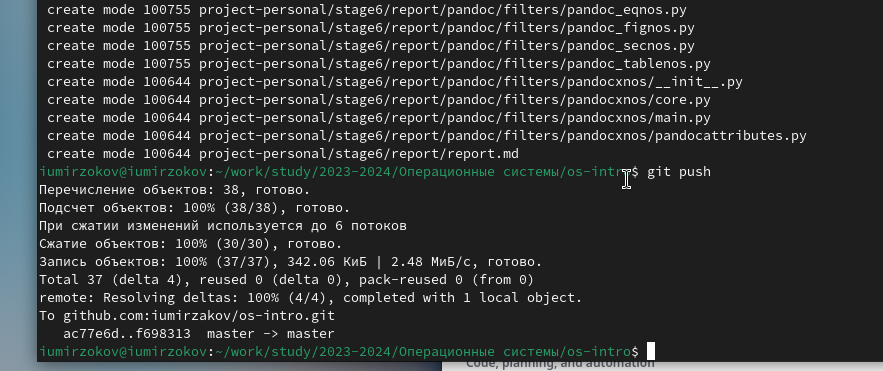 create mode 100755 project-personal/stage6/report/pandoc/filters/pandoc_eqnos.py
create mode 100755 project-personal/stage6/report/pandoc/filters/pandoc_fignos.py
create mode 100755 project-personal/stage6/report/pandoc/filters/pandoc_secnos.py
create mode 100755 project-personal/stage6/report/pandoc/filters/pandoc_tablenos.py
create mode 100644 project-personal/stage6/report/pandoc/filters/pandocxnos/__init__.py
create mode 100644 project-personal/stage6/report/pandoc/filters/pandocxnos/core.py
create mode 100644 project-personal/stage6/report/pandoc/filters/pandocxnos/main.py
create mode 100644 project-personal/stage6/report/pandoc/filters/pandocxnos/pandocattributes.py
create mode 100644 project-personal/stage6/report/report.md
iumirzokov@iumirzokov:~/work/study/2023-2024/Операционные системы/os-intro$ git push
Перечисление объектов: 38, готово.
Подсчет объектов: 100% (38/38), готово.
При сжатии изменений используется до 6 потоков
Сжатие объектов: 100% (30/30), готово.
Запись объектов: 100% (37/37), 342.06 КиБ | 2.48 МиБ/с, готово.
Total 37 (delta 4), reused 0 (delta 0), pack-reused 0 (from 0)
remote: Resolving deltas: 100% (4/4), completed with 1 local object.
To github.com:iumirzakov/os-intro.git
ac77e6d..f698313  master -> master
iumirzokov@iumirzokov:~/work/study/2023-2024/Операционные системы/os-intro$
Code, planning, and automation